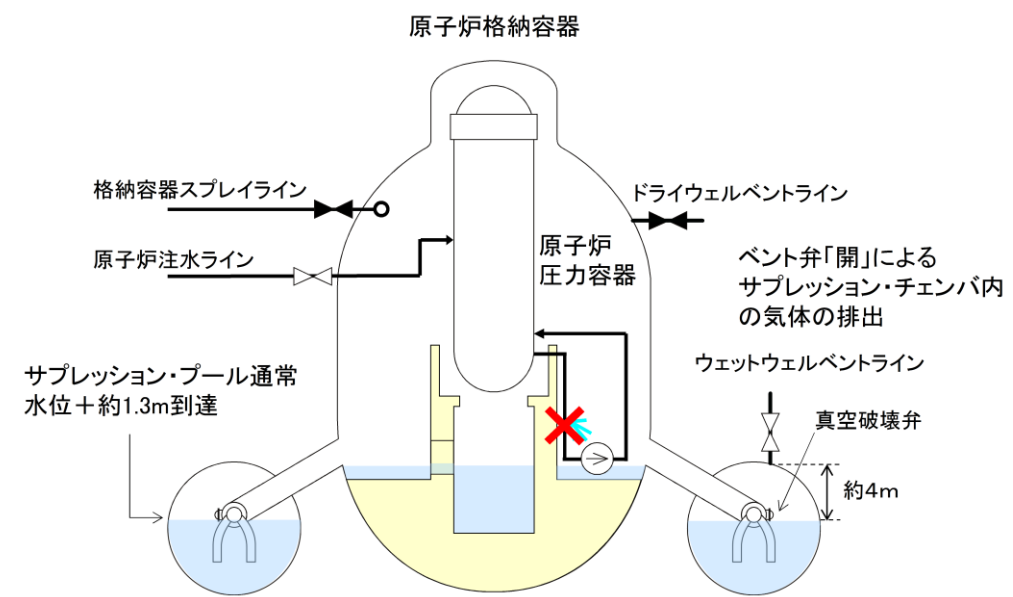 原子炉格納容器
格納容器スプレイライン
ドライウェルベントライン
原子炉注水ライン
原子炉
圧力容器
ベント弁「開」による
サプレッション・チェンバ内
の気体の排出
ウェットウェルベントライン
サプレッション・プール通常
水位＋約1.3m到達
真空破壊弁
約4m